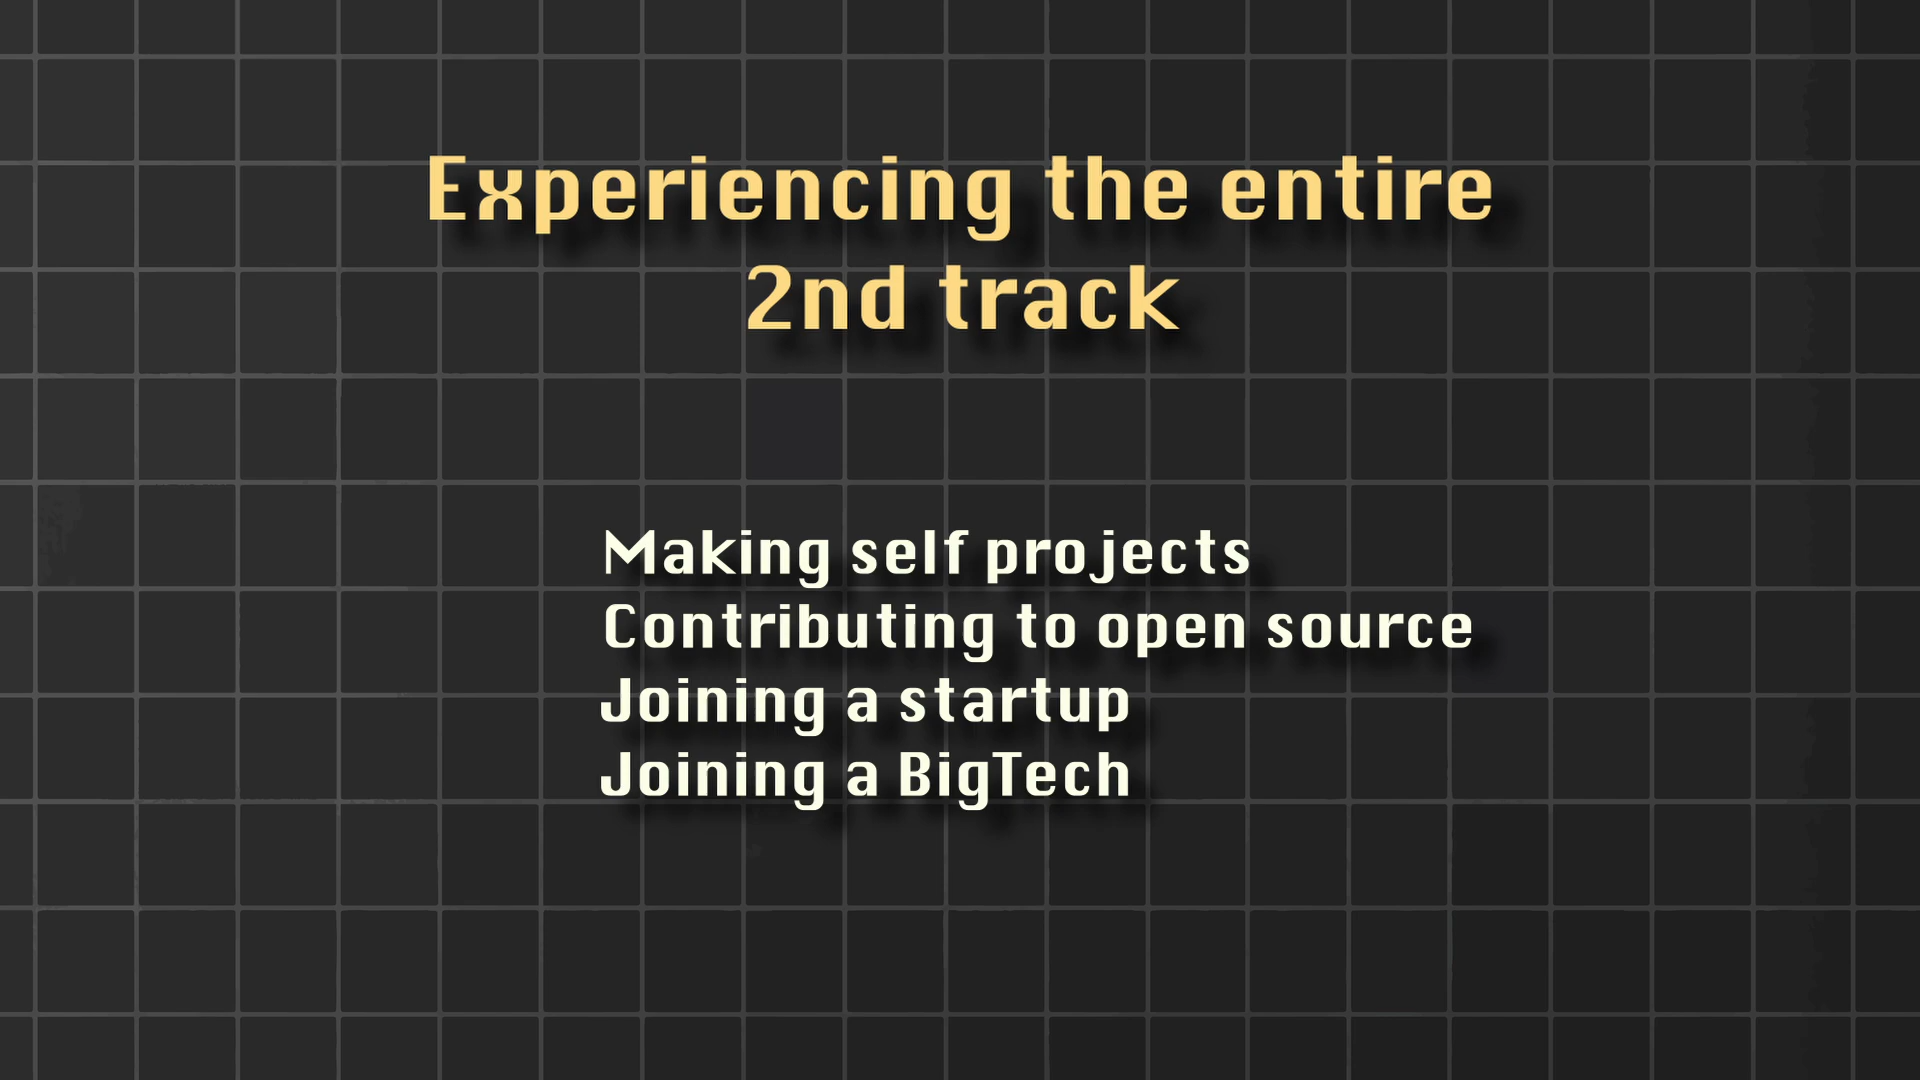 Experiencing the entire
2nd track
Making self projects
Contributing to open source
Joining a startup
Joining a BigTech